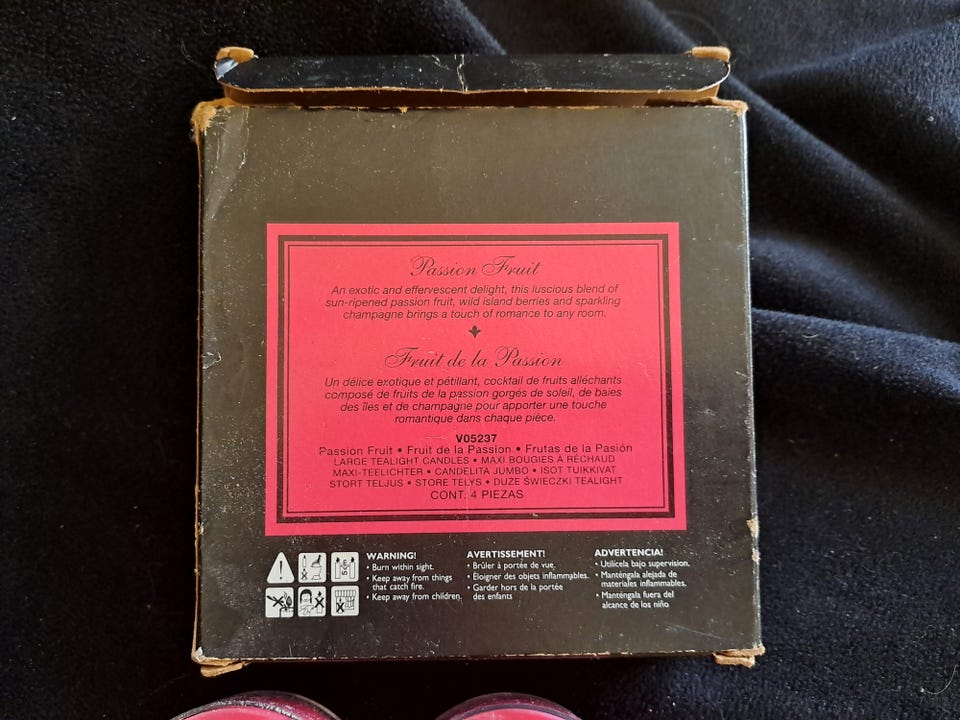 Passion Fruit
An exotic and effervescent delight, this luscious blend of
sun-ripened passion fruit, wild island berries and sparkling
champagne brings a touch of romance to any room.
Fruit de la Passion
Un délice exotique et pétillant, cocktail de fruits alléchants
composé de fruits de la passion gorgés de soleil, de baies
des îles et de champagne pour apporter une touche
romantique dans chaque pièce.
V05237
Passion Fruit • Fruit de la Passion • Frutas de la Pasión
LARGE TEALIGHT CANDLES • MAXI BOUGIES À RÉCHAUD
MAXI-TEELICHTER • CANDELITA JUMBO • ISOT TUIKKIVAT
STORT TELJUS • STORE TELYS • DUZE ŚWIECZKI TEALIGHT
CONT. 4 PIEZAS
WARNING!
• Burn within sight.
• Keep away from things
that catch fire.
• Keep away from children.
AVERTISSEMENT!
• Brûler à portée de vue.
• Éloigner des objets inflammables.
• Garder hors de la portée
des enfants
ADVERTENCIA!
• Utilícela bajo supervision.
• Manténgala alejada de
materiales inflammables.
• Manténgala fuera del
alcance de los niño